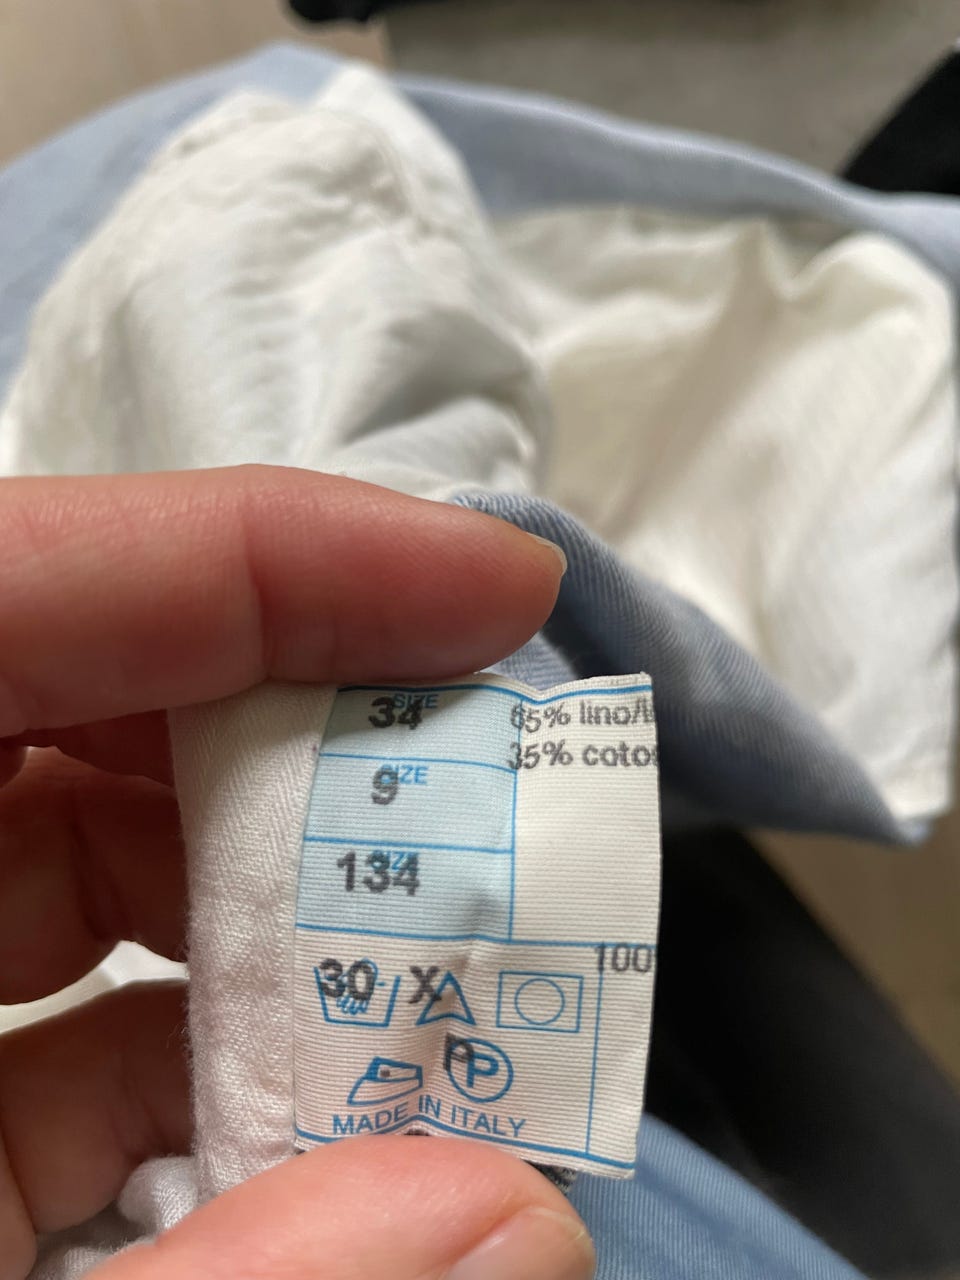 SIZE
34
65% lino/li
35% coto
SIZE
9
SIZE
134
100
30 X
P
MADE IN ITALY